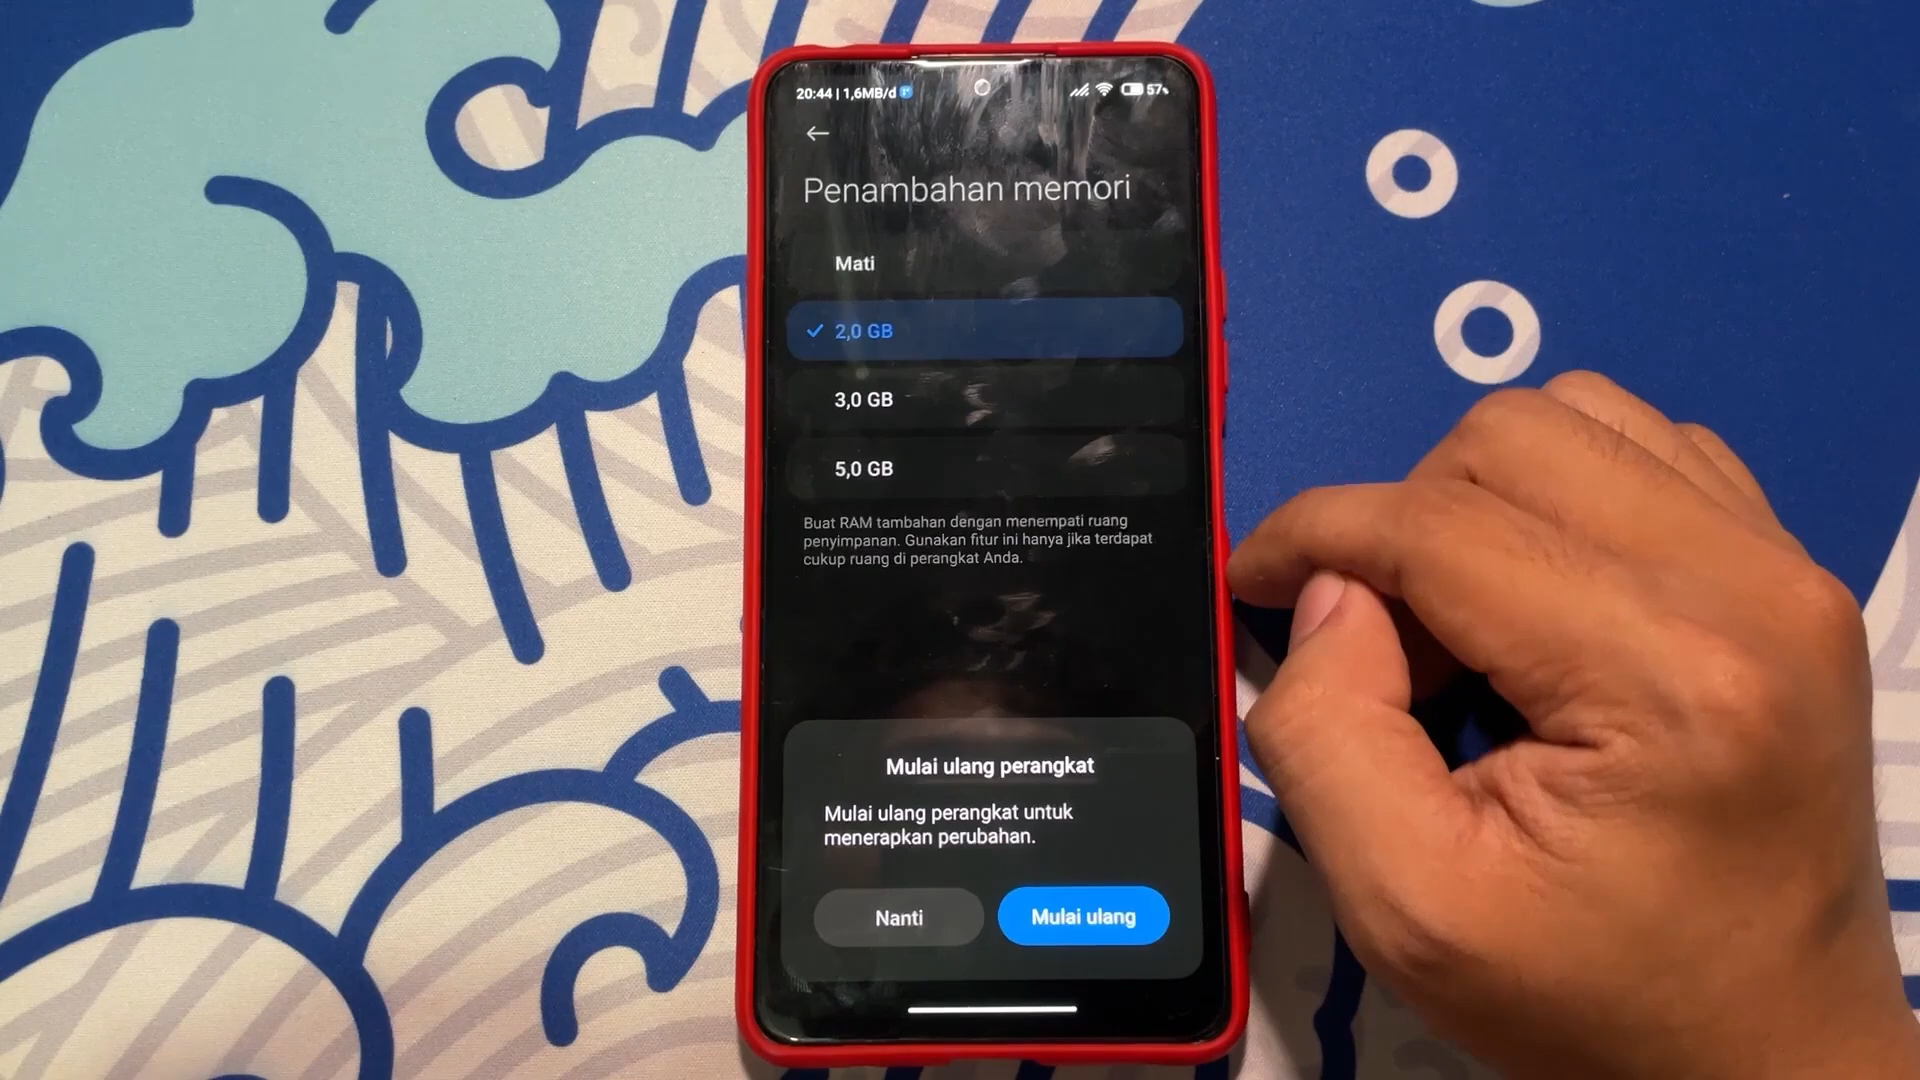 20:44 | 1,6MB/d
57%
Penambahan memori
Mati
2,0 GB
3,0 GB
5,0 GB
Buat RAM tambahan dengan menempati ruang
penyimpanan. Gunakan fitur ini hanya jika terdapat
cukup ruang di perangkat Anda.
Mulai ulang perangkat
Mulai ulang perangkat untuk
menerapkan perubahan.
Nanti
Mulai ulang